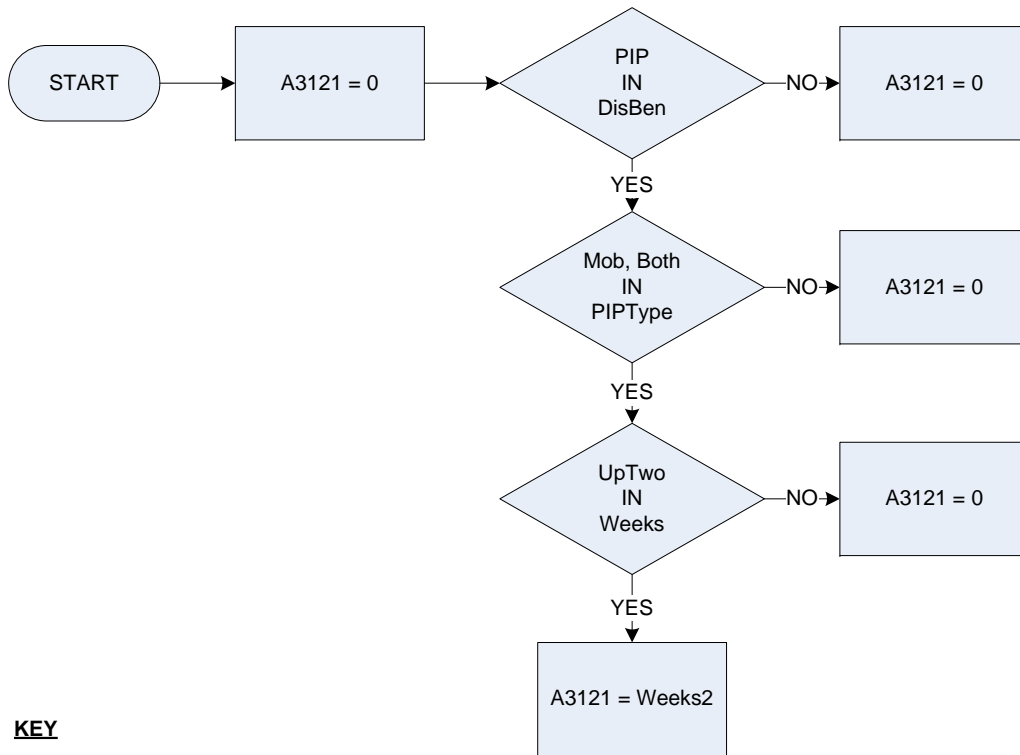 START
A3121 = 0
PIP
IN
DisBen
NO
A3121 = 0
YES
Mob, Both
IN
PIPType
NO
A3121 = 0
YES
UpTwo
IN
Weeks
NO
A3121 = 0
YES
A3121 = Weeks2
KEY